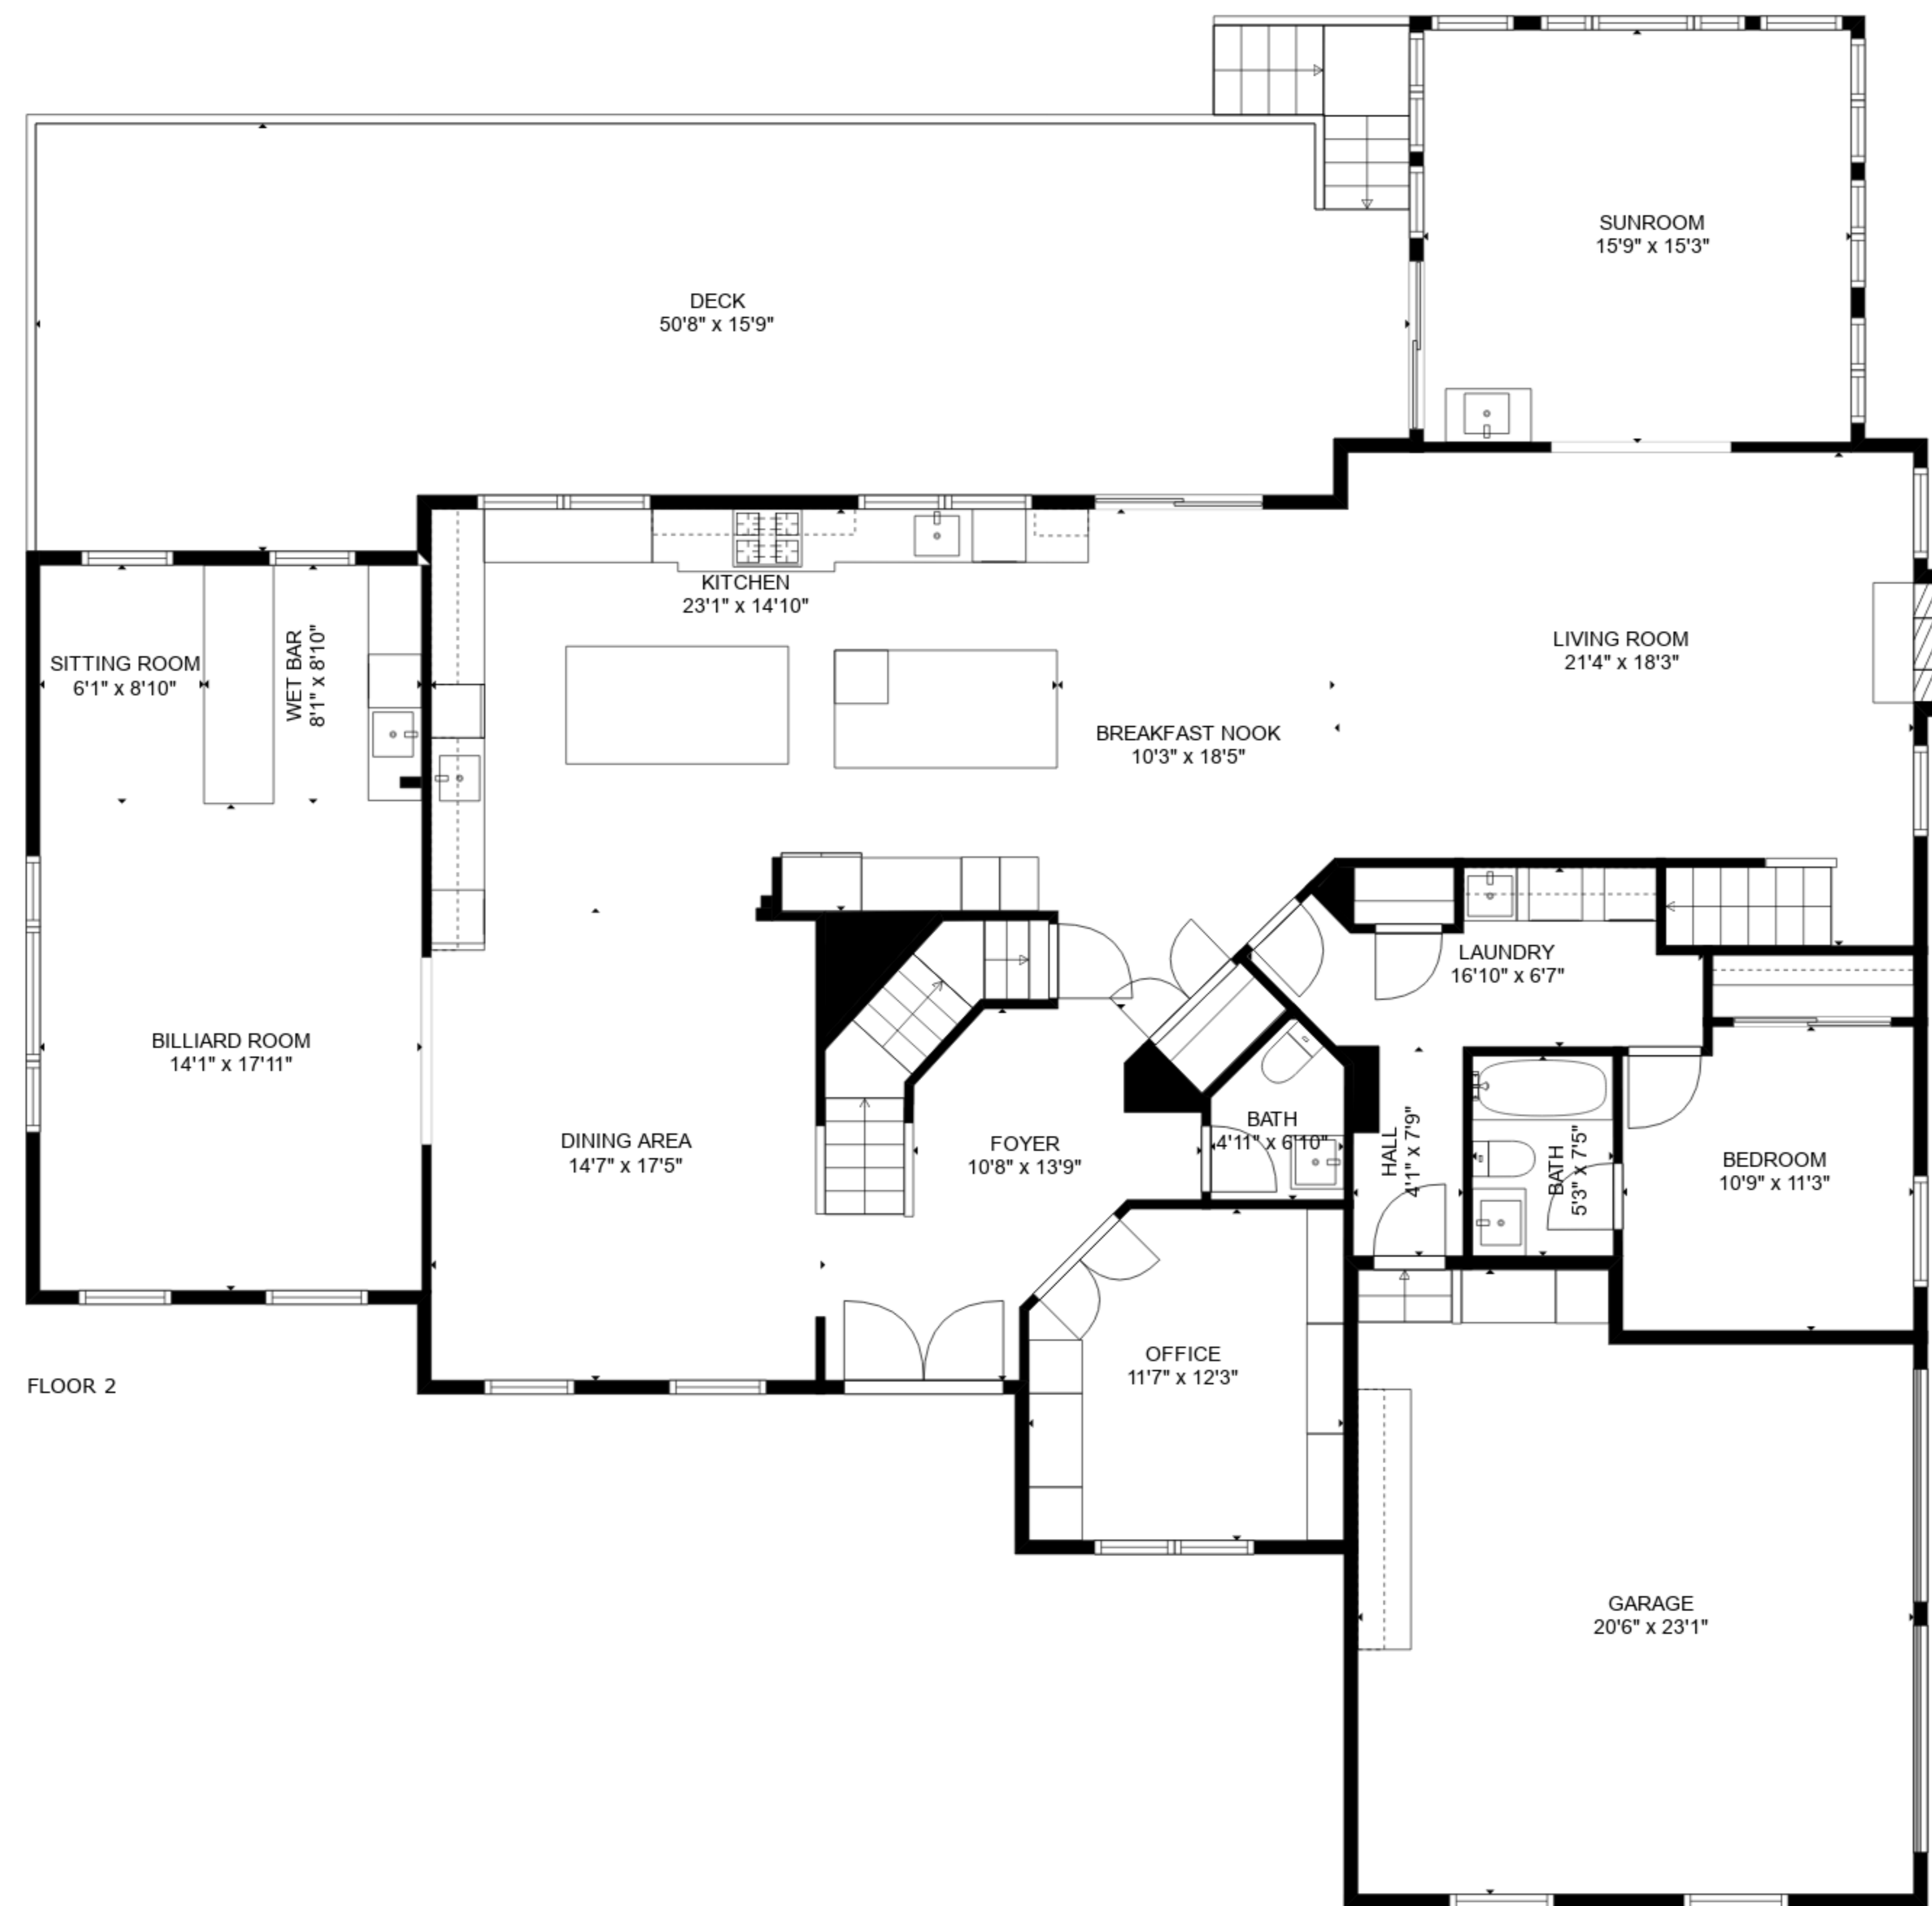 SUNROOM
15'9" x 15'3"
DECK
50'8" x 15'9"
KITCHEN
23'1" x 14'10"
LIVING ROOM
21'4" x 18'3"
SITTING ROOM
6'1" x 8'10"
WET BAR
8'1" x 8'10"
BREAKFAST NOOK
10'3" x 18'5"
LAUNDRY
16'10" x 6'7"
BILLIARD ROOM
14'1" x 17'11"
DINING AREA
14'7" x 17'5"
FOYER
10'8" x 13'9"
BATH
4'11" x 6'10"
HALL
4'1" x 7'9"
BATH
5'3" x 7'5"
BEDROOM
10'9" x 11'3"
OFFICE
11'7" x 12'3"
FLOOR 2
GARAGE
20'6" x 23'1"